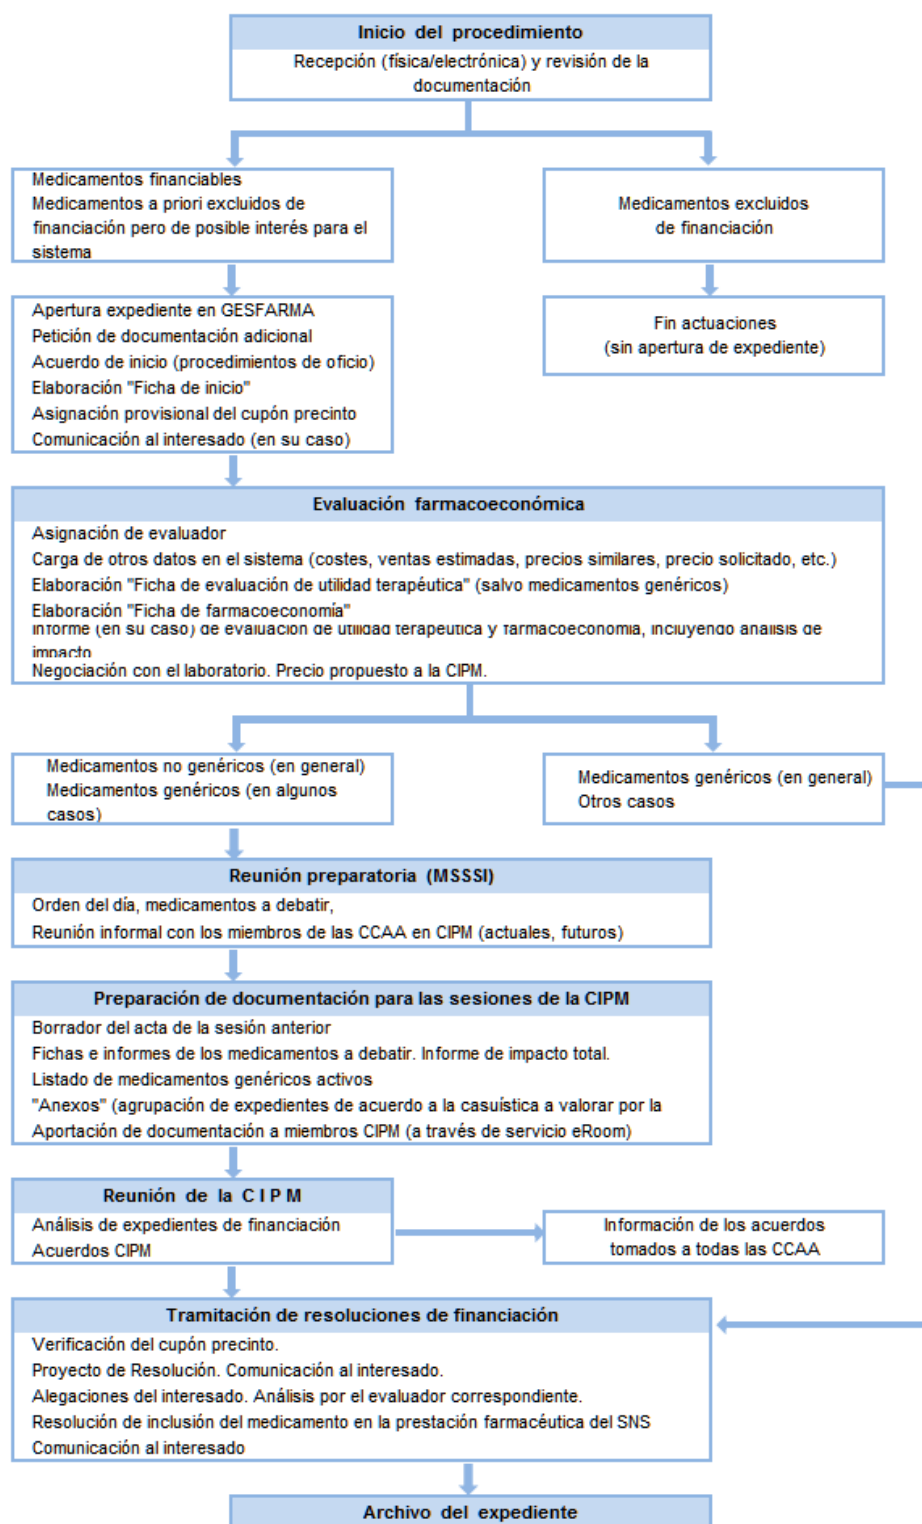 Inicio del procedimiento
Recepción (física/electrónica) y revisión de la
documentación
Medicamentos financiables
Medicamentos a priori excluidos de
financiación pero de posible interés para el
sistema
Medicamentos excluidos
de financiación
Apertura expediente en GESFARMA
Petición de documentación adicional
Acuerdo de inicio (procedimientos de oficio)
Elaboración "Ficha de inicio"
Asignación provisional del cupón precinto
Comunicación al interesado (en su caso)
Fin actuaciones
(sin apertura de expediente)
Evaluación farmacoeconómica
Asignación de evaluador
Carga de otros datos en el sistema (costes, ventas estimadas, precios similares, precio solicitado, etc.)
Elaboración "Ficha de evaluación de utilidad terapéutica" (salvo medicamentos genéricos)
Elaboración "Ficha de farmacoeconomía"
Informe (en su caso) de evaluación de utilidad terapéutica y farmacoeconomía, incluyendo análisis de
impacto
Negociación con el laboratorio. Precio propuesto a la CIPM.
Medicamentos no genéricos (en general)
Medicamentos genéricos (en algunos
casos)
Medicamentos genéricos (en general)
Otros casos
Reunión preparatoria (MSSSI)
Orden del día, medicamentos a debatir,
Reunión informal con los miembros de las CCAA en CIPM (actuales, futuros)
Preparación de documentación para las sesiones de la CIPM
Borrador del acta de la sesión anterior
Fichas e informes de los medicamentos a debatir. Informe de impacto total.
Listado de medicamentos genéricos activos
"Anexos" (agrupación de expedientes de acuerdo a la casuística a valorar por la
Aportación de documentación a miembros CIPM (a través de servicio eRoom)
Reunión de la C I P M
Análisis de expedientes de financiación
Acuerdos CIPM
Información de los acuerdos
tomados a todas las CCAA
Tramitación de resoluciones de financiación
Verificación del cupón precinto.
Proyecto de Resolución. Comunicación al interesado.
Alegaciones del interesado. Análisis por el evaluador correspondiente.
Resolución de inclusión del medicamento en la prestación farmacéutica del SNS
Comunicación al interesado
Archivo del expediente